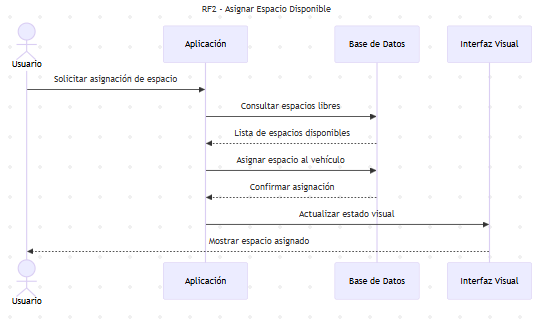 RF2 - Asignar Espacio Disponible
Usuario
Aplicación
Base de Datos
Interfaz Visual
Solicitar asignación de espacio
Consultar espacios libres
Lista de espacios disponibles
Asignar espacio al vehículo
Confirmar asignación
Actualizar estado visual
Mostrar espacio asignado
Usuario
Aplicación
Base de Datos
Interfaz Visual